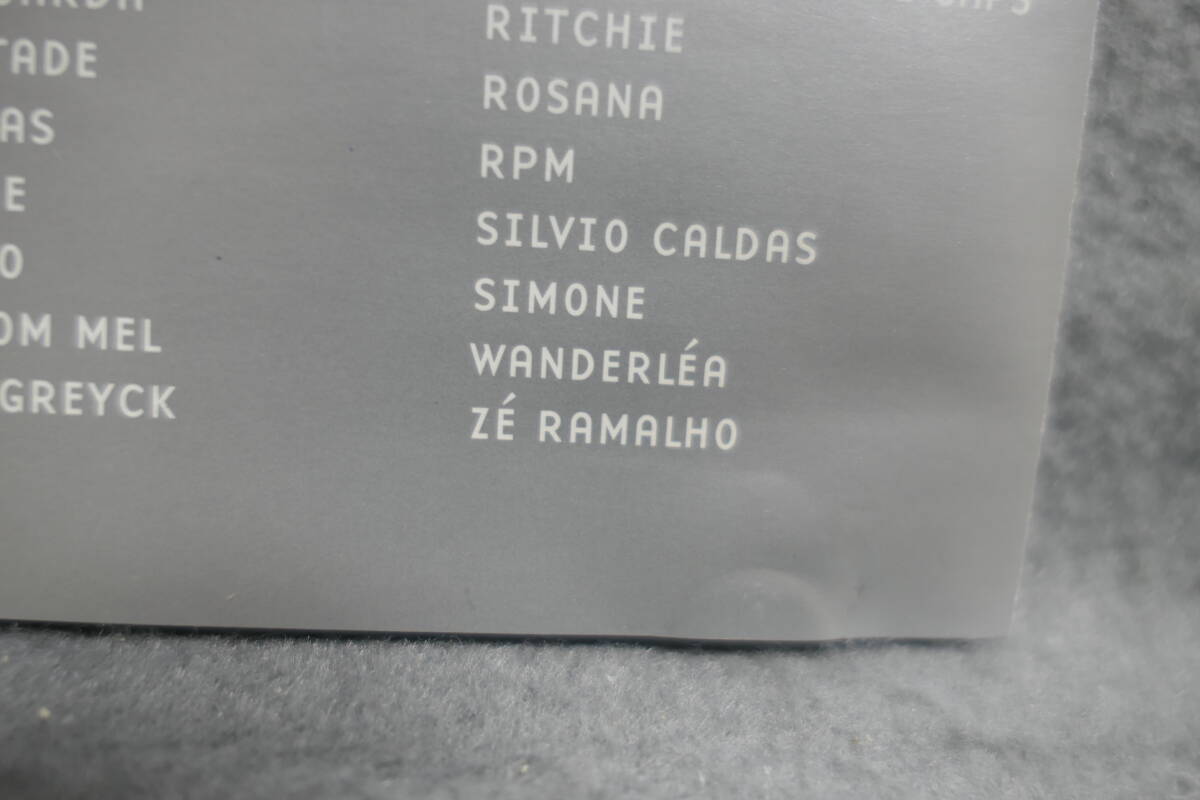 RITCHIE
ROSANA
RPM
SILVIO CALDAS
SIMONE
WANDERLÉA
ZÉ RAMALHO
TADE
AS
E
O
OM MEL
GREYCK